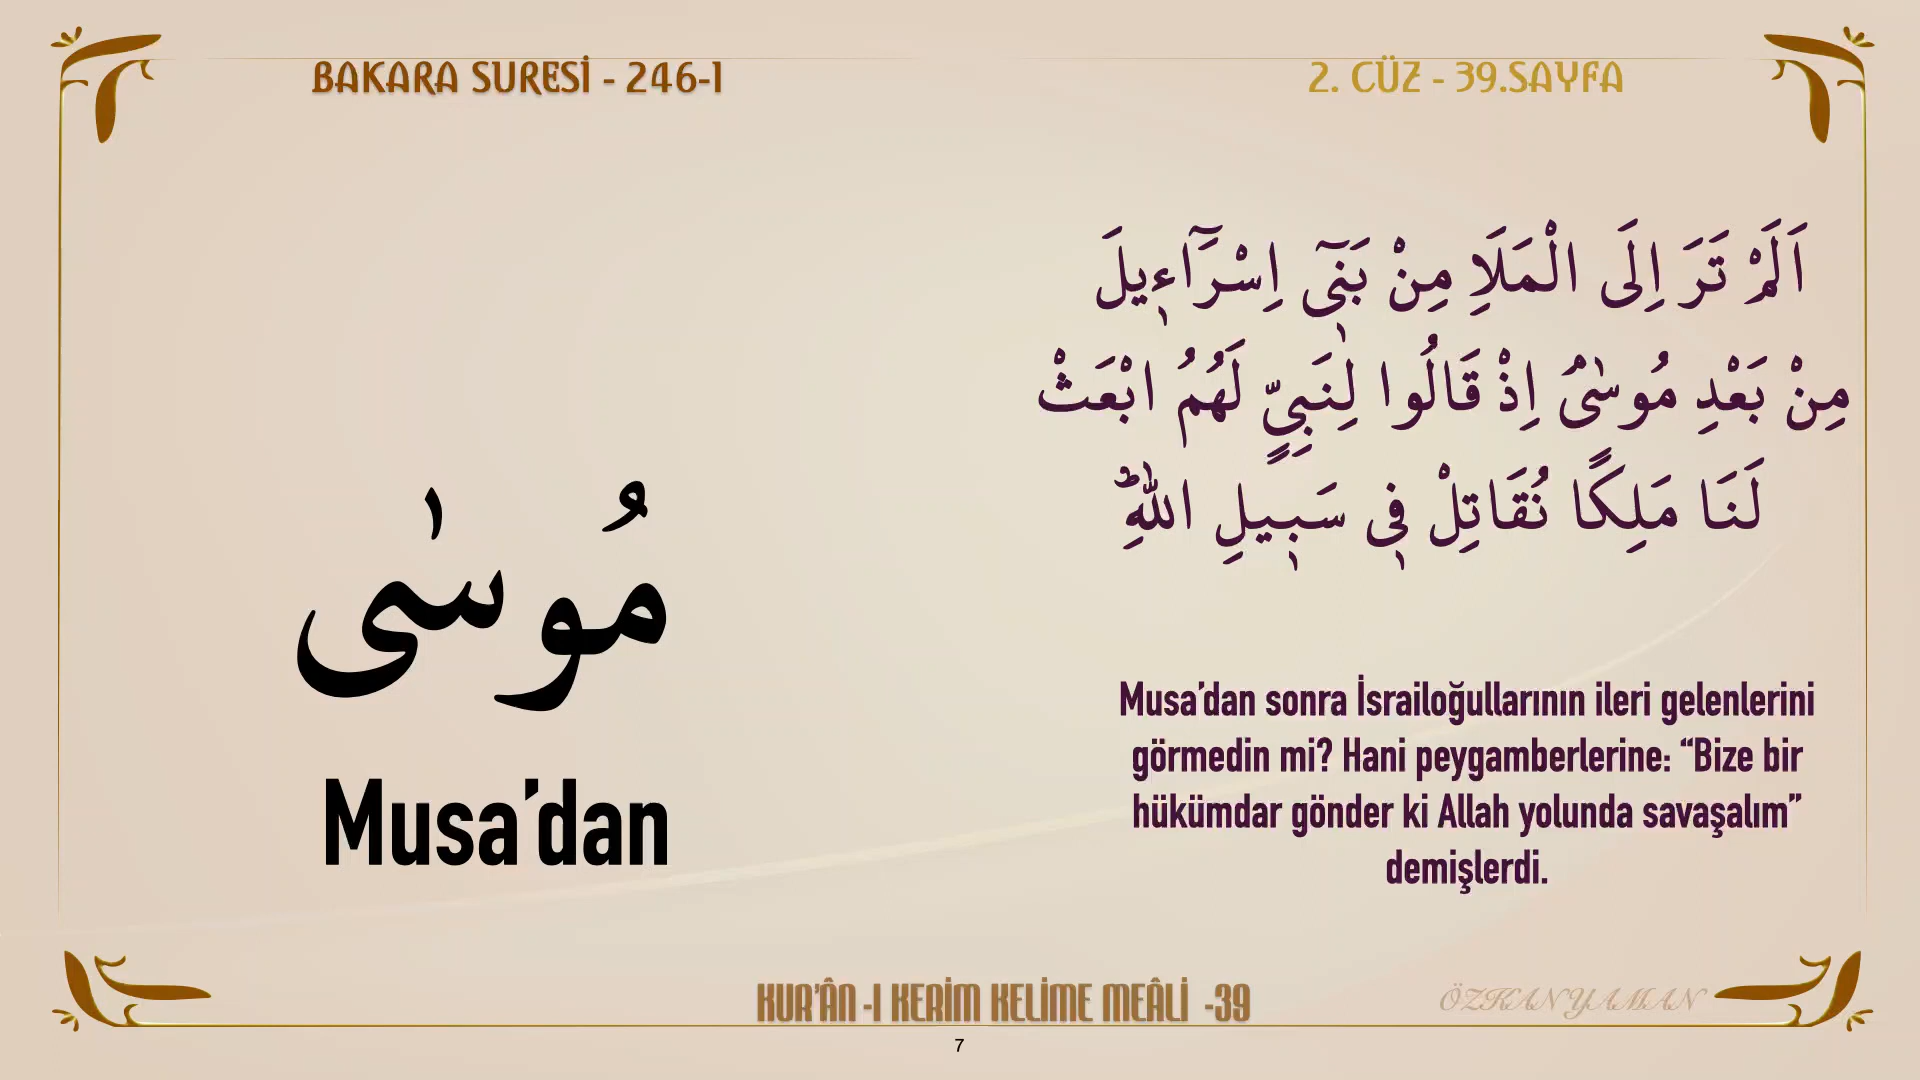 BAKARA SURESİ - 246-1
2. CÜZ - 39.SAYFA
اَلَمْ تَرَ اِلَى الْمَلَاِ مِنْ بَن۪ٓي اِسْرَٓاء۪يلَ
مِنْ بَعْدِ مُوسٰىۢ اِذْ قَالُوا لِنَبِيٍّ لَهُمُ ابْعَثْ
لَنَا مَلِكًا نُقَاتِلْ ف۪ي سَب۪يلِ اللّٰهِۜ
مُوسٰى
Musa’dan
Musa’dan sonra İsrailoğullarının ileri gelenlerini
görmedin mi? Hani peygamberlerine: “Bize bir
hükümdar gönder ki Allah yolunda savaşalım”
demişlerdi.
KUR’ÂN -I KERİM KELİME MEÂLİ -39
ÖZKAN YAMAN
7